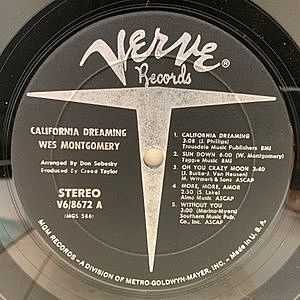 Verve®
Records
CALIFORNIA DREAMING
WES MONTGOMERY
Arranged by Don Sebesky
Produced by Creed Taylor
STEREO
V6/8672 A
(MGS 586)
1. CALIFORNIA DREAMING
3:08 (J. Phillips)
Trousdale Music Publishers BMI
2. SUN DOWN 6:00 (W. Montgomery)
Taggie Music BMI
3. OH YOU CRAZY MOON 3:40
(J. Burke-J. Van Heusen)
M. Witmark & Sons ASCAP
4. MORE, MORE, AMOR
2:50 (S. Lake)
Almo Music ASCAP
5. WITHOUT YOU
3:00 (Marino-Myers)
Southern Music Pub.
Co., Inc. ASCAP
MGM RECORDS - A DIVISION OF METRO-GOLDWYN-MAYER, INC. Made in U.S.A.